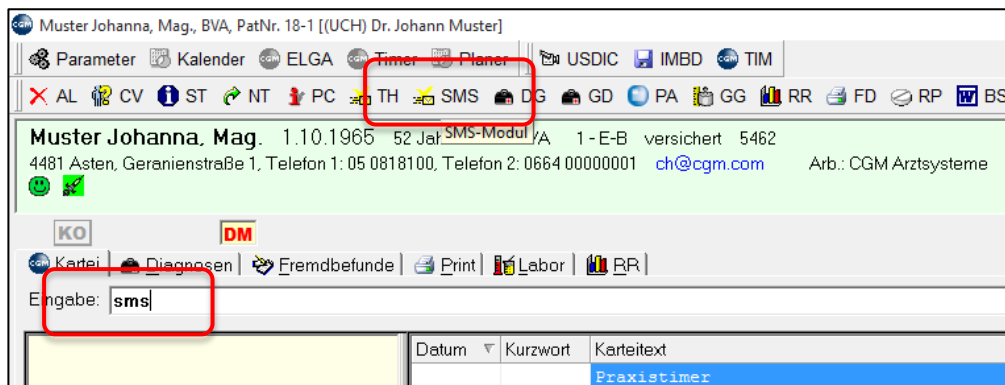 Muster Johanna, Mag., BVA, PatNr. 18-1 [(UCH) Dr. Johann Muster]
Parameter Kalender ELGA Timer Planer USDIC IMBD TIM
AL CV ST NT PC TH SMS DG GD PA GG RR FD RP BS
Muster Johanna, Mag. 1.10.1965 52 Jah SMS-Modul /A 1-E-B versichert 5462
4481 Asten, Geranienstraße 1, Telefon 1: 05 0818100, Telefon 2: 0664 00000001 ch@cgm.com Arb.: CGM Arztsysteme
KO DM
Kartei Diagnosen Fremdbefunde Print Labor RR
Eingabe: sms
Datum Kurzwort Karteitext
Praxistimer